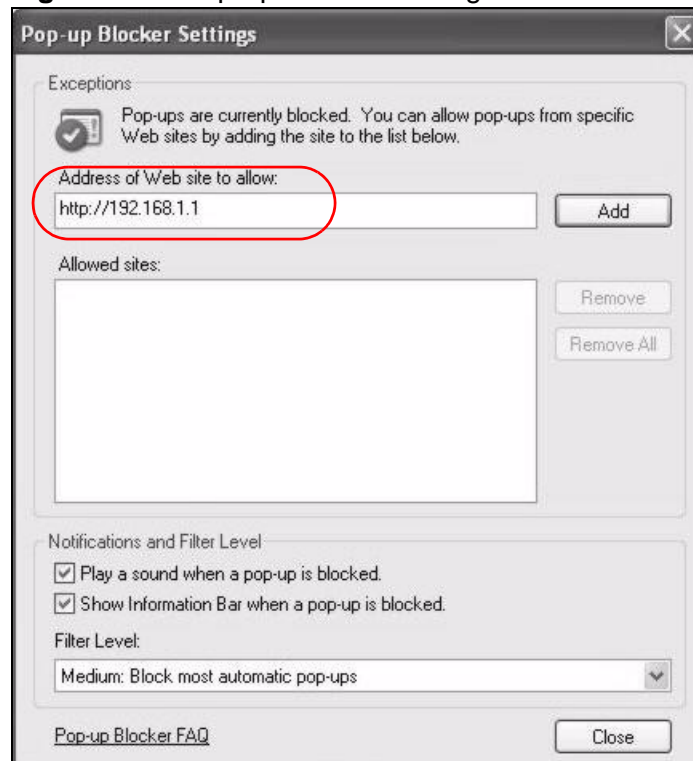 Pop-up Blocker Settings
Exceptions
Pop-ups are currently blocked. You can allow pop-ups from specific
Web sites by adding the site to the list below.
Address of Web site to allow:
http://192.168.1.1
Add
Allowed sites:
Remove
Remove All
Notifications and Filter Level
Play a sound when a pop-up is blocked.
Show Information Bar when a pop-up is blocked.
Filter Level:
Medium: Block most automatic pop-ups
Pop-up Blocker FAQ
Close